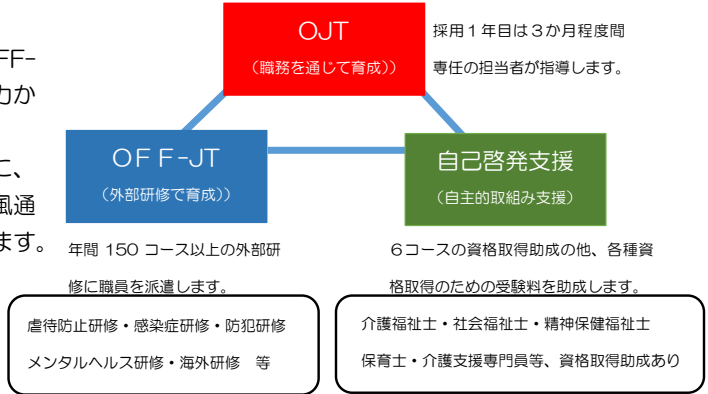 OJT
（職務を通じて育成））
採用１年目は３か月程度間
専任の担当者が指導します。
FF-
力か
に、
風通
ます。
ＯＦＦ-JT
（外部研修で育成））
自己啓発支援
（自主的取組み支援）
年間 150 コース以上の外部研
修に職員を派遣します。
６コースの資格取得助成の他、各種資
格取得のための受験料を助成します。
虐待防止研修・感染症研修・防犯研修
メンタルヘルス研修・海外研修　等
介護福祉士・社会福祉士・精神保健福祉士
保育士・介護支援専門員等、資格取得助成あり